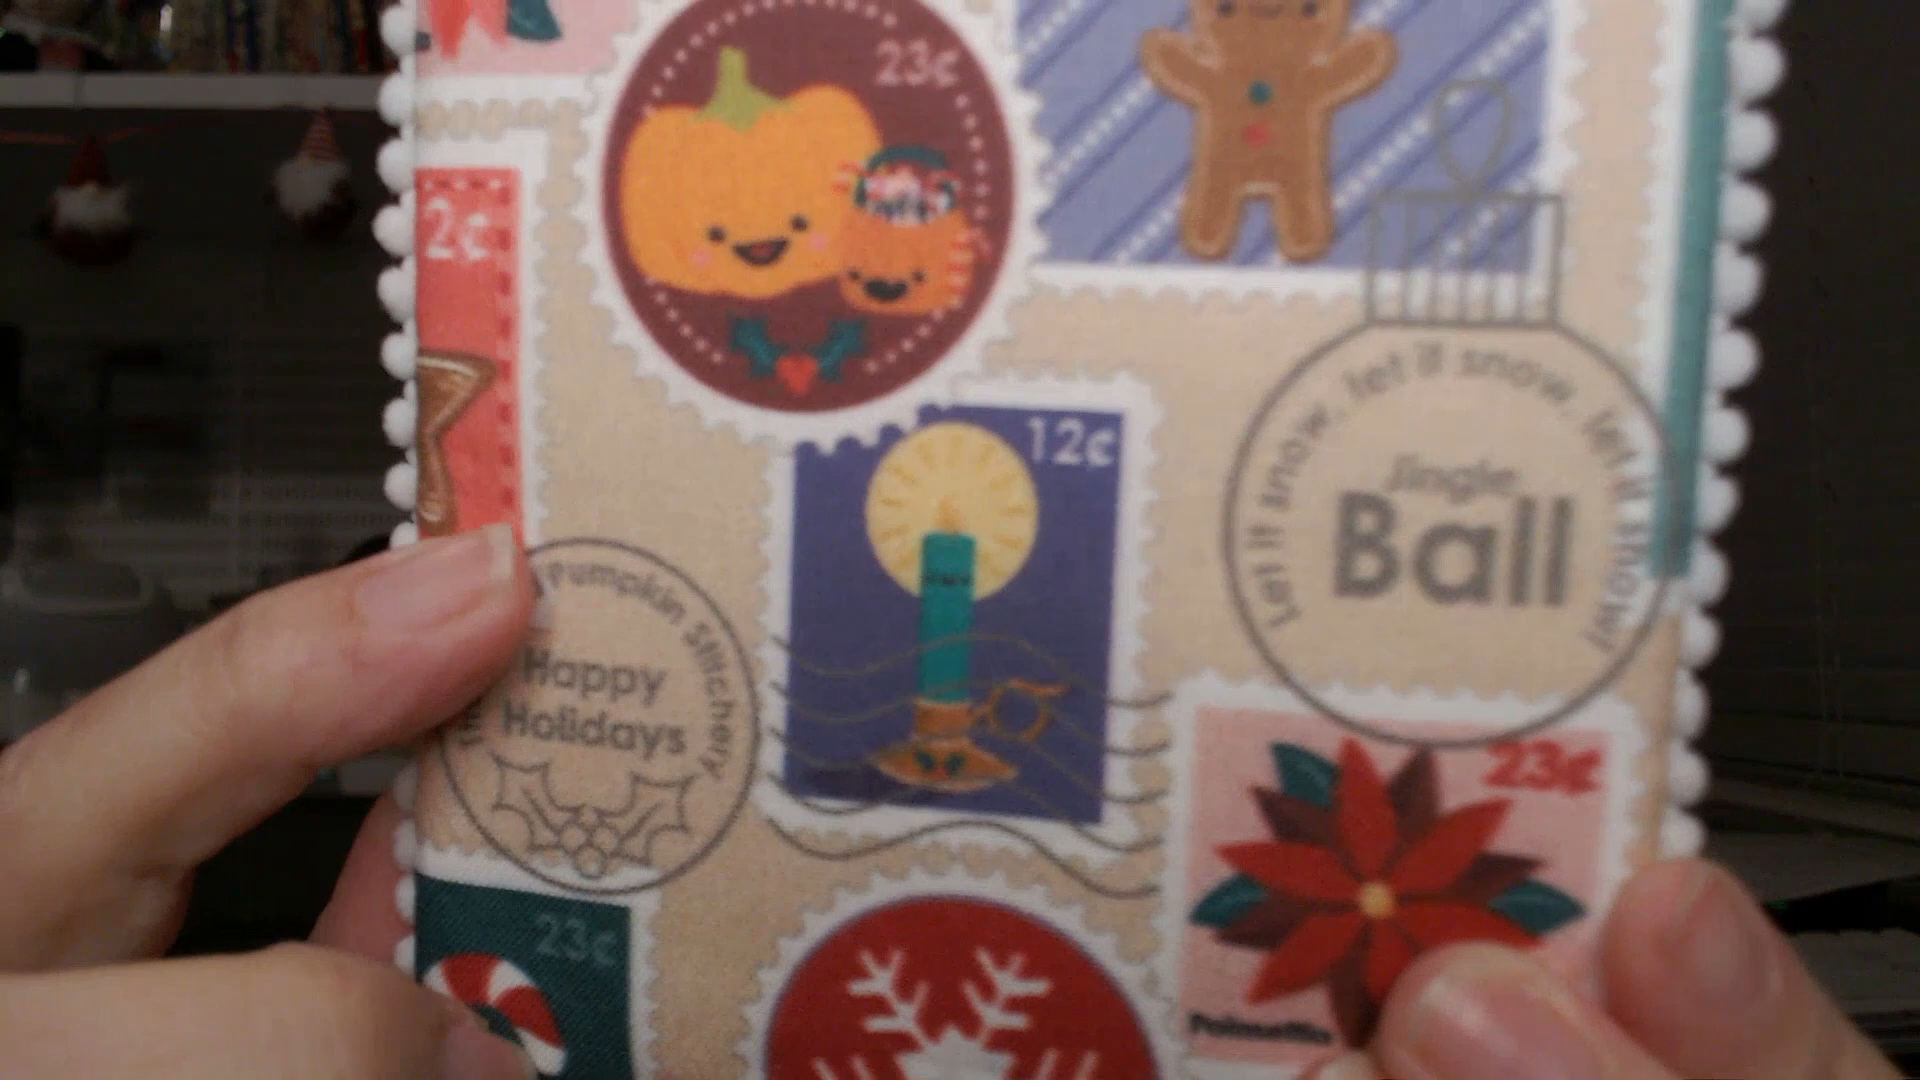 23¢
2¢
12¢
Let it snow, let it snow, let it snow!
Jingle
Ball
Pumpkin Stitchery
Happy
Holidays
23¢
23¢